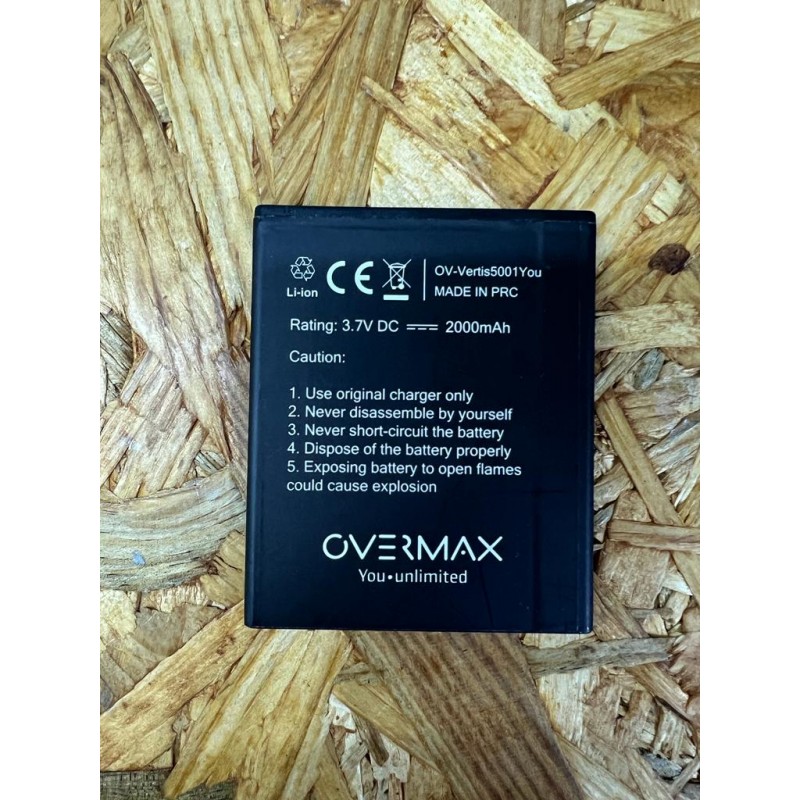 Li-ion
CE
OV-Vertis5001You
MADE IN PRC
Rating: 3.7V DC 2000mAh
Caution:
1. Use original charger only
2. Never disassemble by yourself
3. Never short-circuit the battery
4. Dispose of the battery properly
5. Exposing battery to open flames
could cause explosion
OVERMAX
You•unlimited